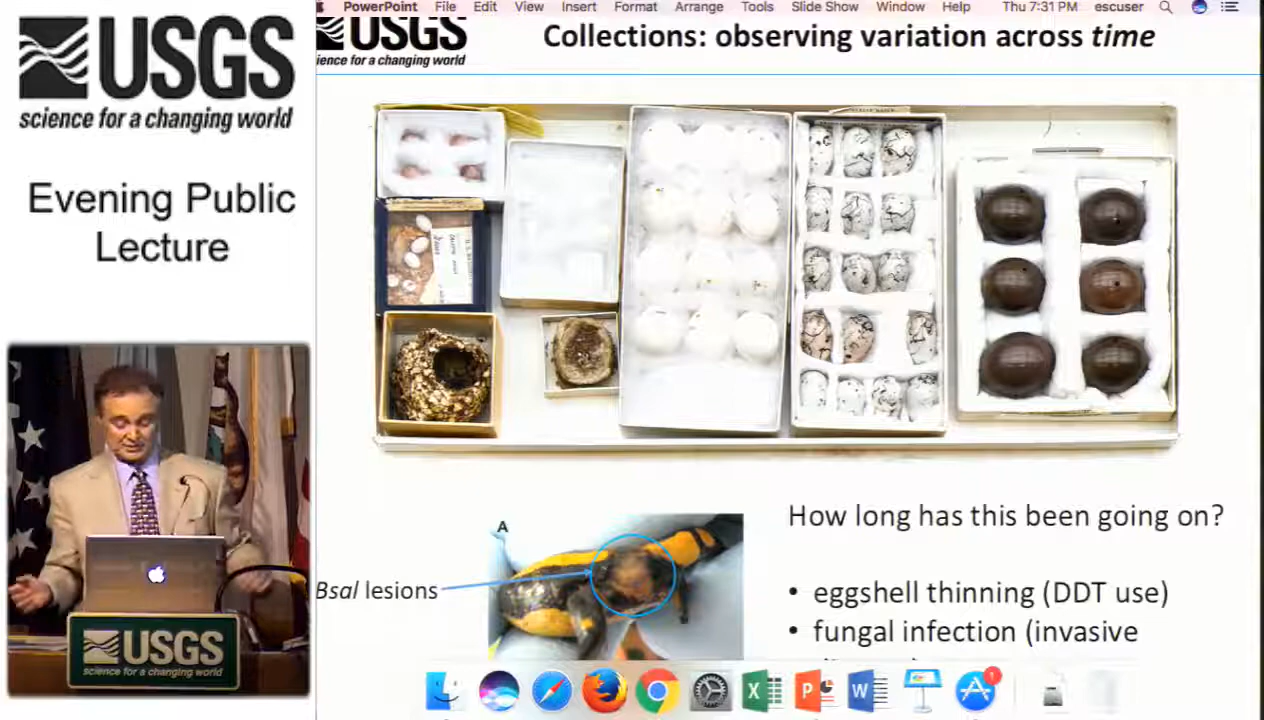 USGS
science for a changing world
Evening Public
Lecture
USGS
science for a changing world
PowerPoint File Edit View Insert Format Arrange Tools Slide Show Window Help Thu 7:31 PM escuser
USGS
ience for a changing world
Collections: observing variation across time
A
Bsal lesions
How long has this been going on?
• eggshell thinning (DDT use)
• fungal infection (invasive
1